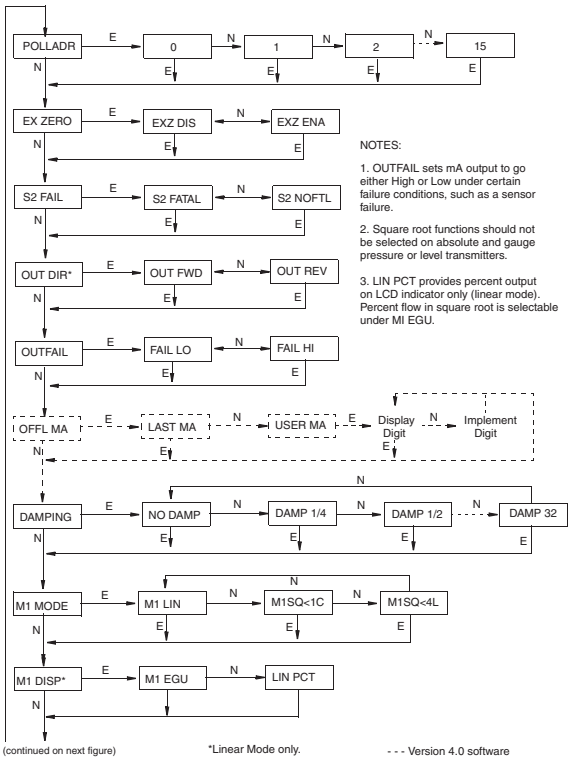 POLLADR E 0 N 1 N 2 N 15
N E E E E
EX ZERO E EXZ DIS N EXZ ENA
N E E
S2 FAIL E S2 FATAL N S2 NOFTL
N E E
OUT DIR* E OUT FWD N OUT REV
N E E
OUTFAIL E FAIL LO N FAIL HI
N E E
OFFL MA E LAST MA N USER MA E Display Digit N Implement Digit
N E E
N
DAMPING E NO DAMP N DAMP 1/4 N DAMP 1/2 N DAMP 32
N E E E E
N
M1 MODE E M1 LIN N M1SQ<1C N M1SQ<4L
N E E E
M1 DISP* E M1 EGU N LIN PCT
N
NOTES:
1. OUTFAIL sets mA output to go
either High or Low under certain
failure conditions, such as a sensor
failure.
2. Square root functions should not
be selected on absolute and gauge
pressure or level transmitters.
3. LIN PCT provides percent output
on LCD indicator only (linear mode).
Percent flow in square root is selectable
under MI EGU.
(continued on next figure)
*Linear Mode only.
- - - Version 4.0 software